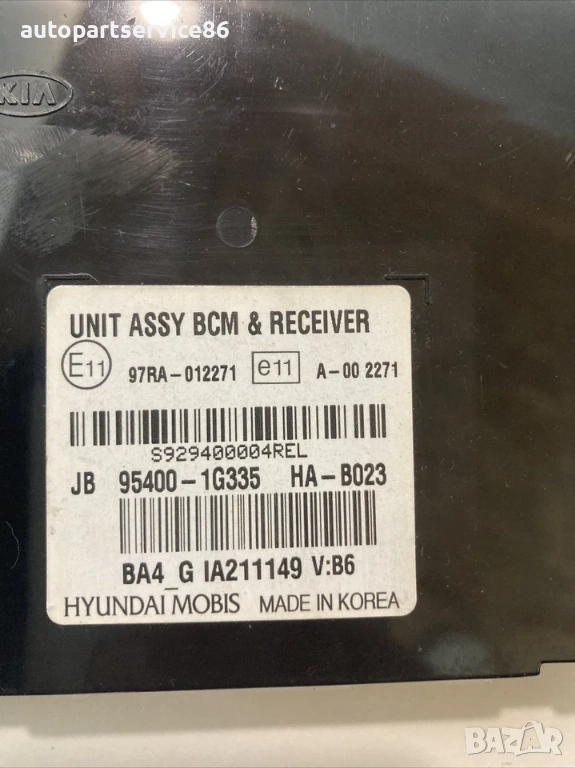 autopartservice86
KIA
UNIT ASSY BCM & RECEIVER
E11 97RA-012271 e11 A-00 2271
S929400004REL
JB 95400-1G335 HA-B023
BA4_G IA211149 V:B6
HYUNDAI MOBIS MADE IN KOREA
BAZAR